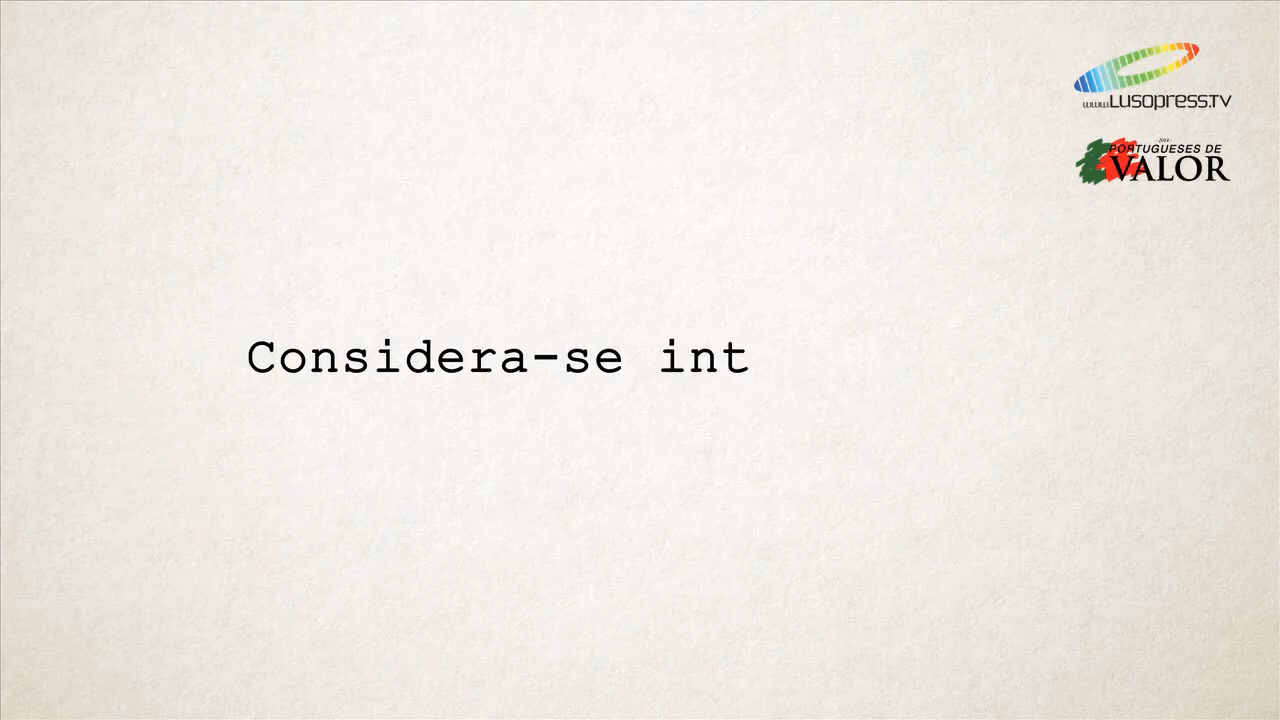 www.LUSOPRESS.TV
- 2014 -
PORTUGUESES DE
VALOR
Considera-se int